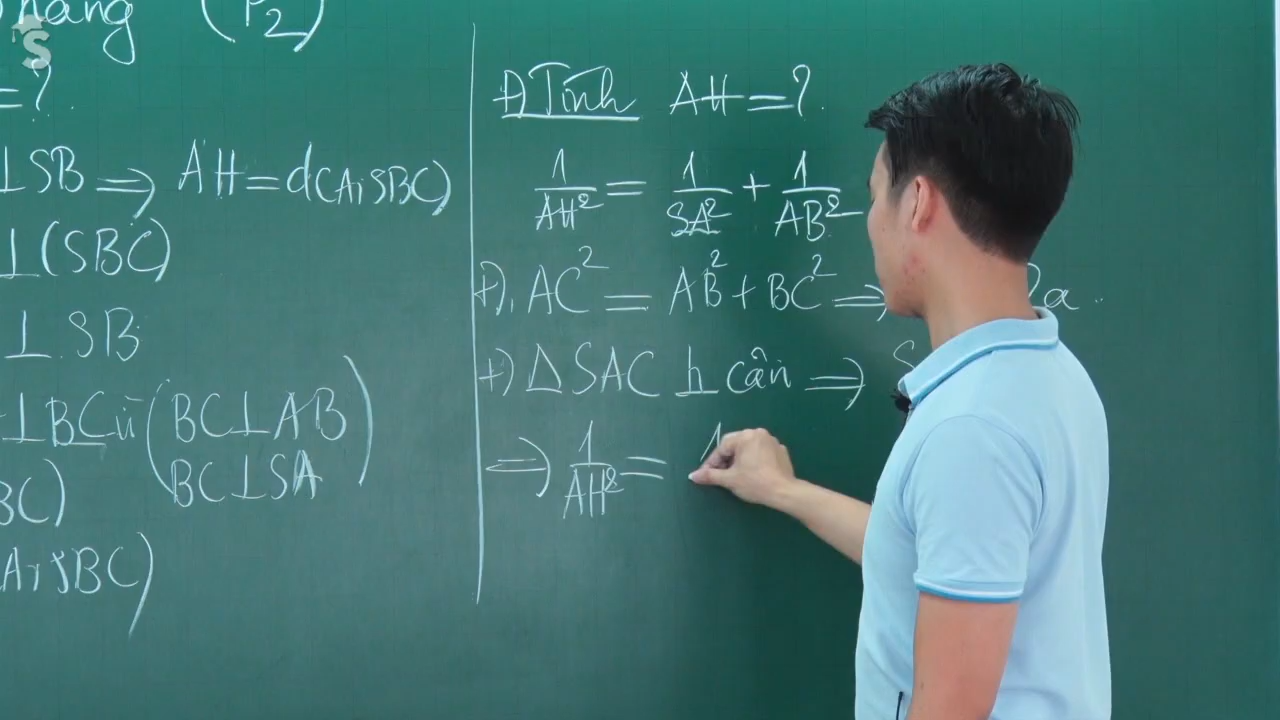 (P2)
=?
⊥SB => AH = d(A;SBC)
⊥(SBC)
⊥ SB
⊥BC vì (BC⊥AB
BC⊥SA)
BC)
A;SBC)
+) Tính AH = ?
1/AH² = 1/SA² + 1/AB²
+). AC² = AB² + BC² => 2a.
+) ΔSAC ⊥ cân => S
=> 1/AH² = 1
S